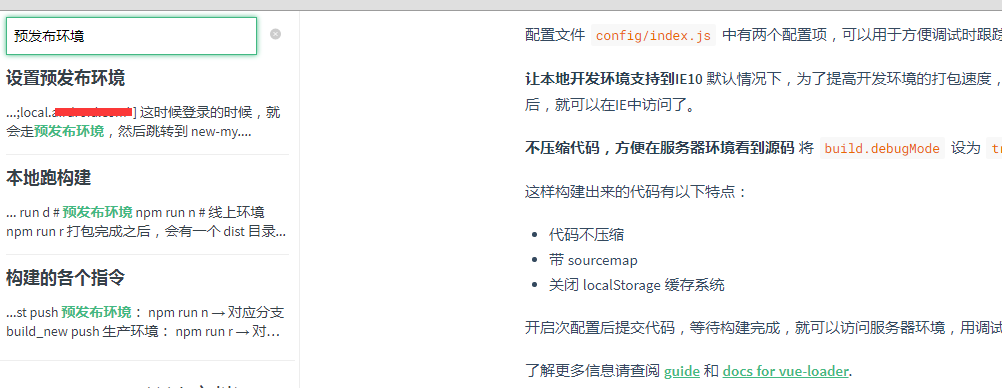 预发布环境
设置预发布环境
...;local. ] 这时候登录的时候，就
会走预发布环境，然后跳转到 new-my....
本地跑构建
... run d # 预发布环境 npm run n # 线上环境
npm run r 打包完成之后，会有一个 dist 目录...
构建的各个指令
...st push 预发布环境： npm run n → 对应分支
build_new push 生产环境： npm run r → 对...
配置文件 config/index.js 中有两个配置项，可以用于方便调试时跟踪
让本地开发环境支持到IE10 默认情况下，为了提高开发环境的打包速度，
后，就可以在IE中访问了。
不压缩代码，方便在服务器环境看到源码 将 build.debugMode 设为 t
这样构建出来的代码有以下特点：
代码不压缩
带 sourcemap
关闭 localStorage 缓存系统
开启次配置后提交代码，等待构建完成，就可以访问服务器环境，用调试
了解更多信息请查阅 guide 和 docs for vue-loader.